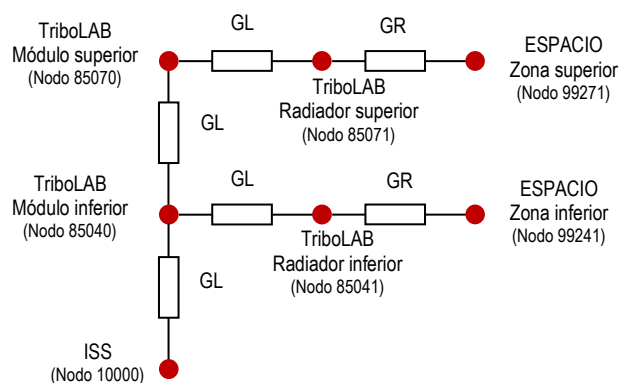 TriboLAB
Módulo superior
(Nodo 85070)
GL
GR
ESPACIO
Zona superior
(Nodo 99271)
TriboLAB
Radiador superior
(Nodo 85071)
GL
TriboLAB
Módulo inferior
(Nodo 85040)
GL
GR
ESPACIO
Zona inferior
(Nodo 99241)
TriboLAB
Radiador inferior
(Nodo 85041)
GL
ISS
(Nodo 10000)